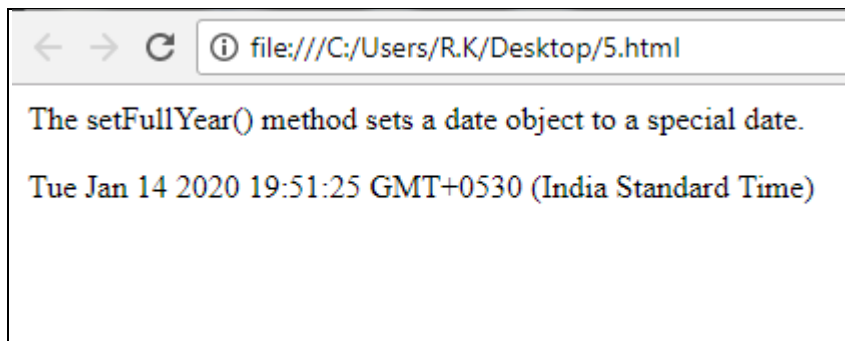 file:///C:/Users/R.K/Desktop/5.html
The setFullYear() method sets a date object to a special date.
Tue Jan 14 2020 19:51:25 GMT+0530 (India Standard Time)